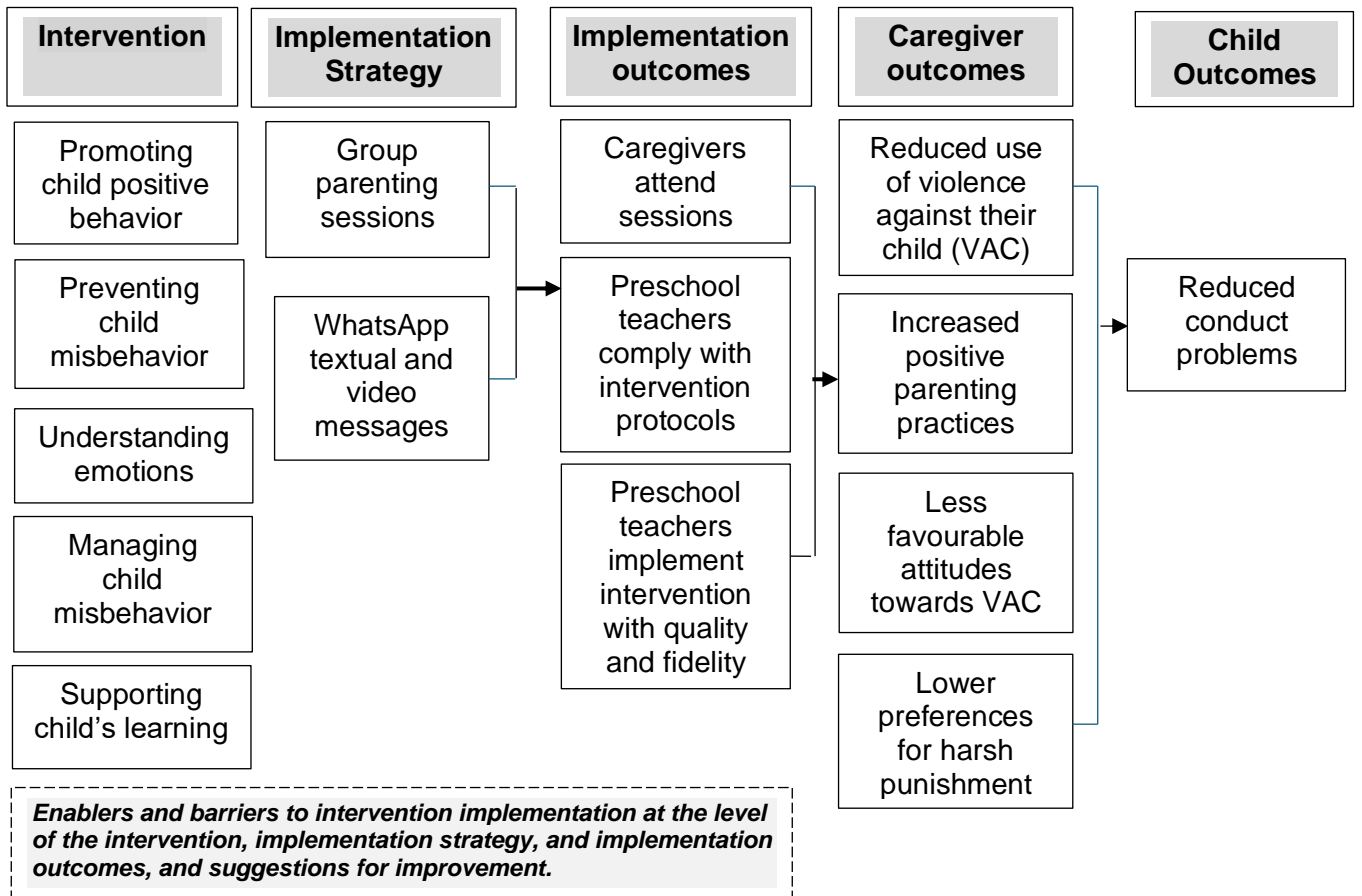 Intervention
Implementation
Strategy
Implementation
outcomes
Caregiver
outcomes
Child
Outcomes
Promoting
child positive
behavior
Preventing
child
misbehavior
Understanding
emotions
Managing
child
misbehavior
Supporting
child’s learning
Group
parenting
sessions
WhatsApp
textual and
video
messages
Caregivers
attend
sessions
Preschool
teachers
comply with
intervention
protocols
Preschool
teachers
implement
intervention
with quality
and fidelity
Reduced use
of violence
against their
child (VAC)
Increased
positive
parenting
practices
Less
favourable
attitudes
towards VAC
Lower
preferences
for harsh
punishment
Reduced
conduct
problems
Enablers and barriers to intervention implementation at the level
of the intervention, implementation strategy, and implementation
outcomes, and suggestions for improvement.